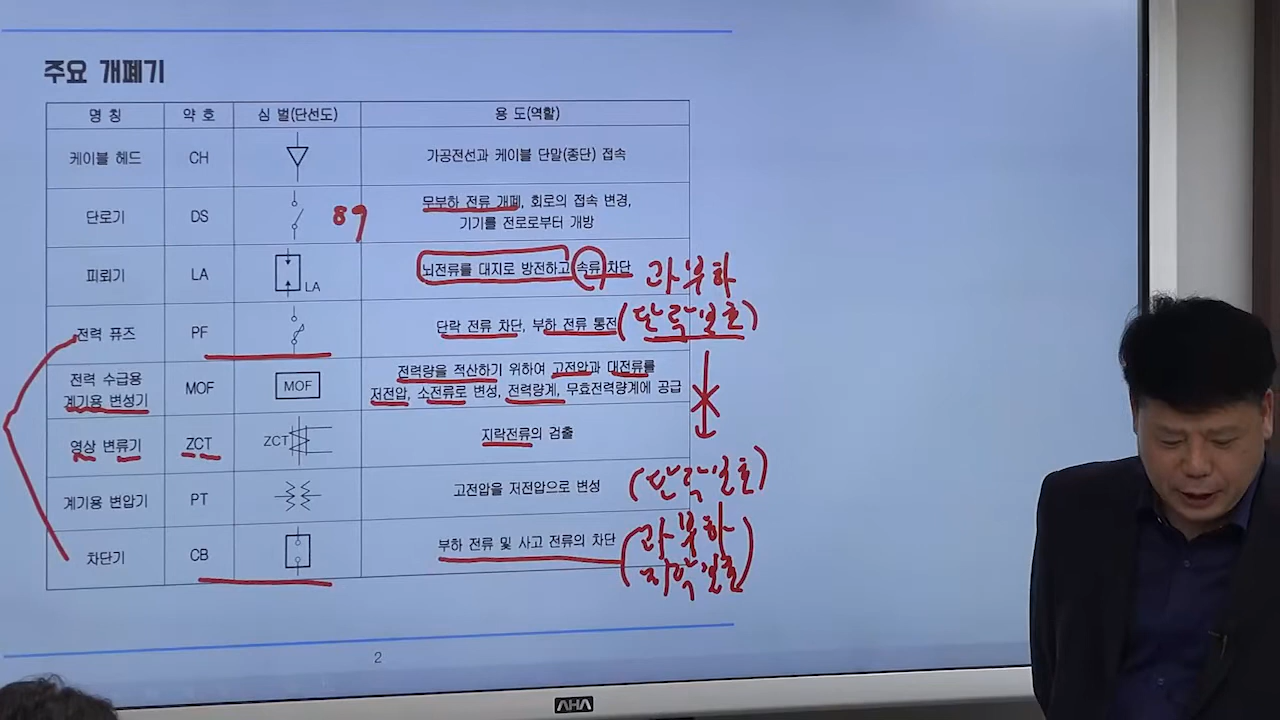 주요 개폐기
명 칭 약 호 심 벌(단선도) 용 도(역할)
케이블 헤드 CH 가공전선과 케이블 단말(종단) 접속
단로기 DS 89 무부하 전류 개폐, 회로의 접속 변경,
기기를 전로로부터 개방
피뢰기 LA LA 뇌전류를 대지로 방전하고 속류 차단 과부하
전력 퓨즈 PF 단락 전류 차단, 부하 전류 통전 (단락보호)
전력 수급용
계기용 변성기 MOF MOF 전력량을 적산하기 위하여 고전압과 대전류를
저전압, 소전류로 변성, 전력량계, 무효전력량계에 공급
영상 변류기 ZCT ZCT 지락전류의 검출
계기용 변압기 PT 고전압을 저전압으로 변성 (단락보호)
차단기 CB 부하 전류 및 사고 전류의 차단 (과부하
지락보호)
2
AHA